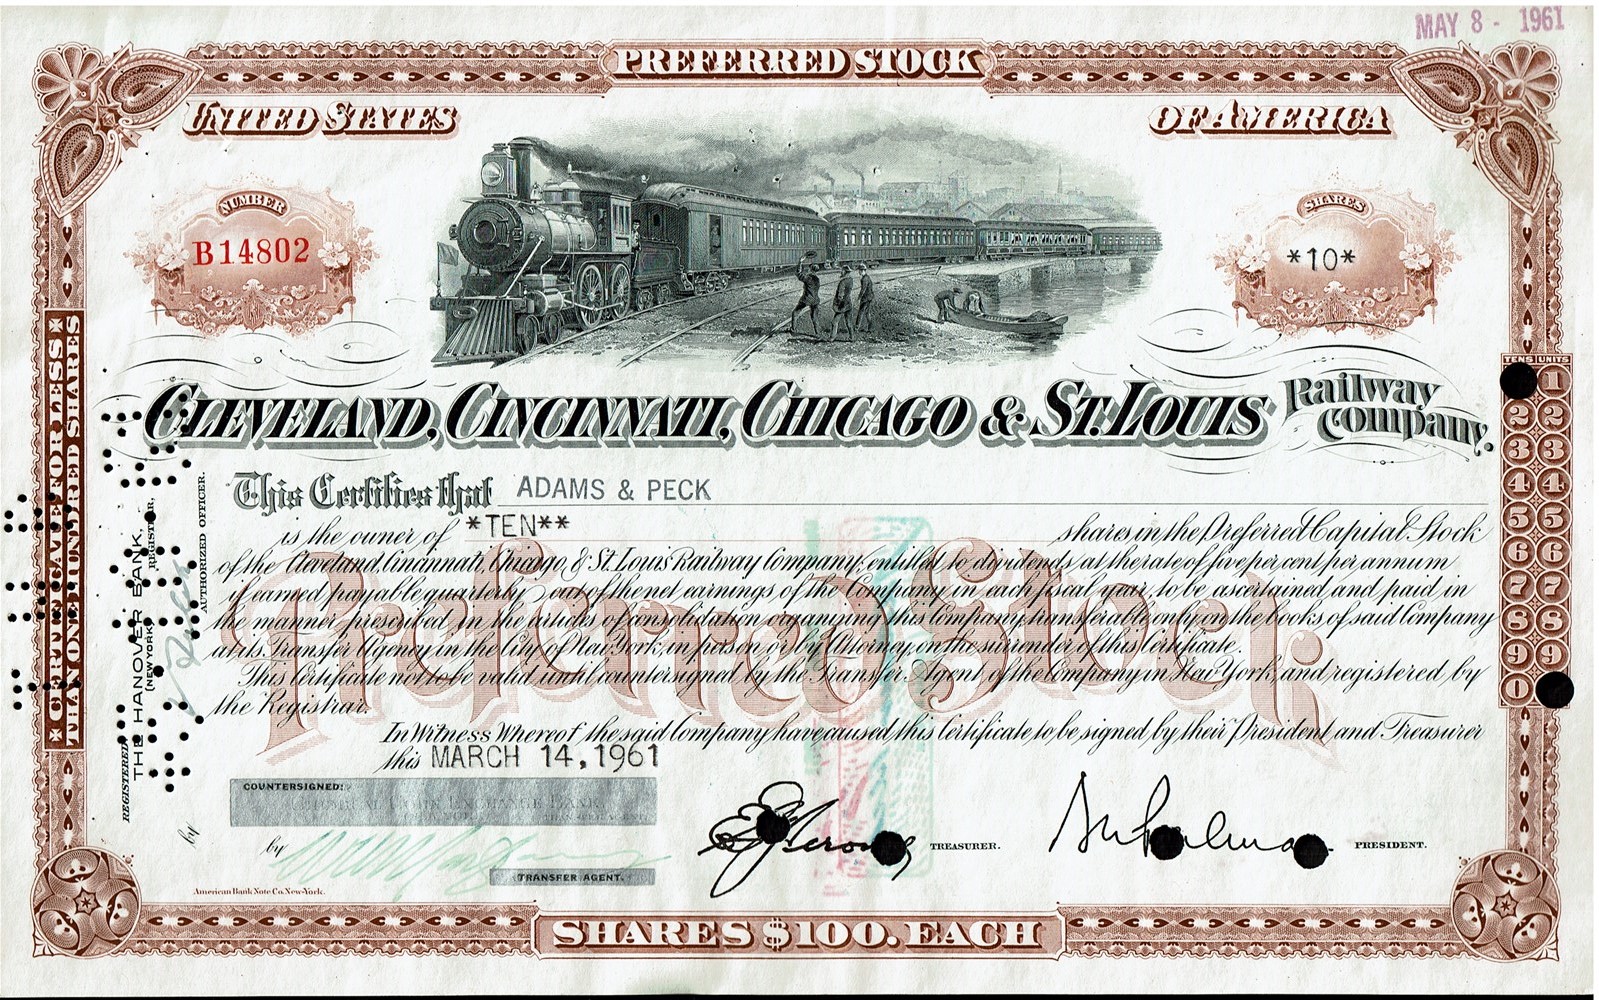 MAY 8 - 1961
PREFERRED STOCK
UNITED STATES OF AMERICA
NUMBER
B14802
SHARES
*10*
CLEVELAND, CINCINNATI, CHICAGO & ST. LOUIS Railway Company.
This Certifies that ADAMS & PECK
is the owner of *TEN** shares in the Preferred Capital Stock
of the Cleveland, Cincinnati, Chicago, & St. Louis Railway Company, entitled to dividends at the rate of five per cent per annum
if earned payable quarterly out of the net earnings of the Company in each fiscal year, to be ascertained and paid in
the manner prescribed in the articles of consolidation organizing this Company, transferable only on the books of said Company
at its Transfer Agency in the City of New York, in person, or by Attorney, on the surrender of this Certificate.
This Certificate not to be valid until countersigned by the Transfer Agent of the Company in New York, and registered by
the Registrar.
In Witness Whereof the said Company have caused this Certificate to be signed by their President and Treasurer
this MARCH 14, 1961
Preferred Stock
COUNTERSIGNED:
by
TRANSFER AGENT.
TREASURER.
PRESIDENT.
American Bank Note Co. New-York.
SHARES $100. EACH
CERTIFICATE FOR LESS
THAN ONE HUNDRED SHARES
REGISTERED:
THE HANOVER BANK,
(NEW YORK)
REGISTRAR,
by
AUTHORIZED OFFICER.
TENS UNITS
1
2 2
3 3
4 4
5 5
6 6
7 7
8 8
9 9
0